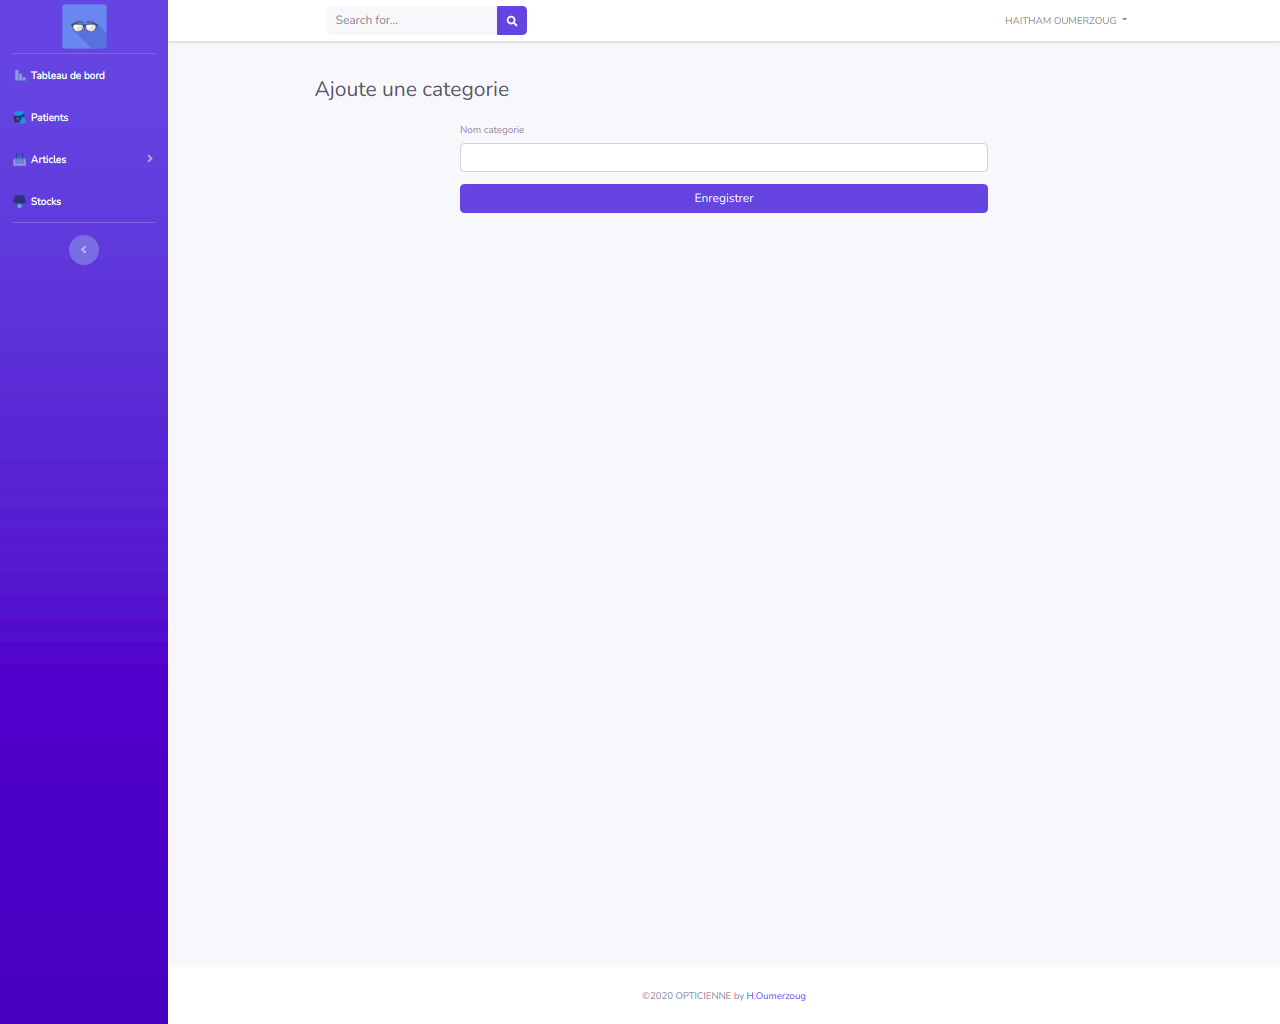 Search for...
HAITHAM OUMERZOUG
Tableau de bord
Patients
Articles
Stocks
Ajoute une categorie
Nom categorie
Enregistrer
©2020 OPTICIENNE by H.Oumerzoug